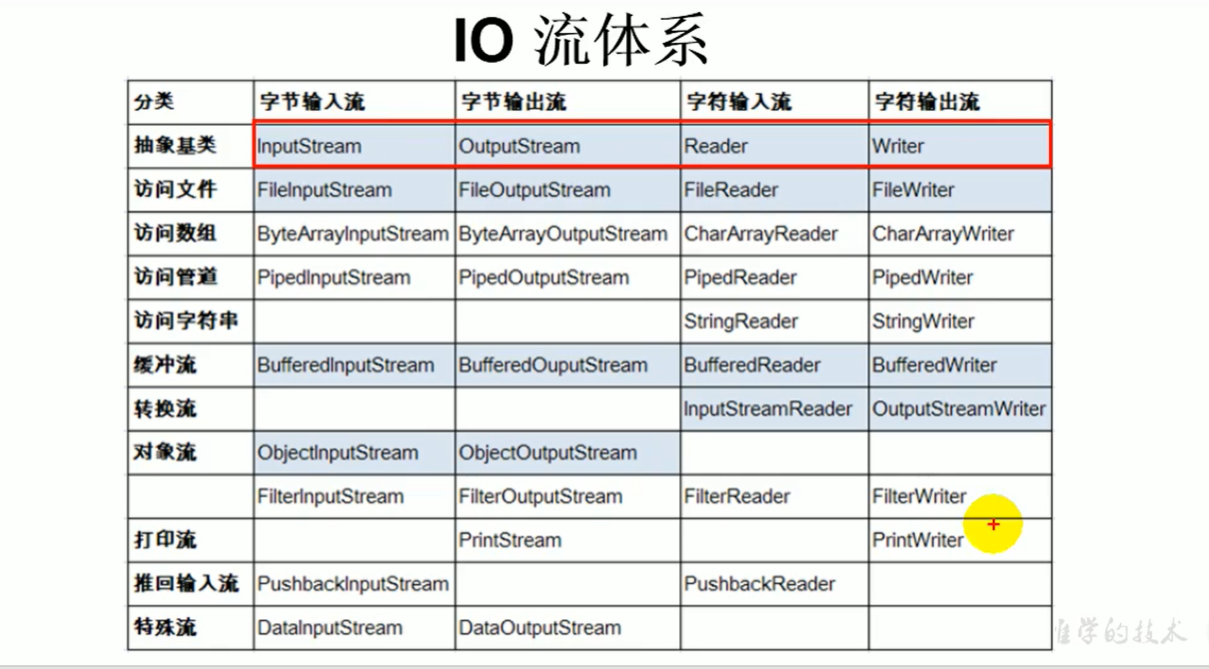 IO 流体系
分类 字节输入流 字节输出流 字符输入流 字符输出流
抽象基类 InputStream OutputStream Reader Writer
访问文件 FileInputStream FileOutputStream FileReader FileWriter
访问数组 ByteArrayInputStream ByteArrayOutputStream CharArrayReader CharArrayWriter
访问管道 PipedInputStream PipedOutputStream PipedReader PipedWriter
访问字符串 StringReader StringWriter
缓冲流 BufferedInputStream BufferedOuputStream BufferedReader BufferedWriter
转换流 InputStreamReader OutputStreamWriter
对象流 ObjectInputStream ObjectOutputStream
FilterInputStream FilterOutputStream FilterReader FilterWriter
打印流 PrintStream PrintWriter
推回输入流 PushbackInputStream PushbackReader
特殊流 DataInputStream DataOutputStream
学的技术